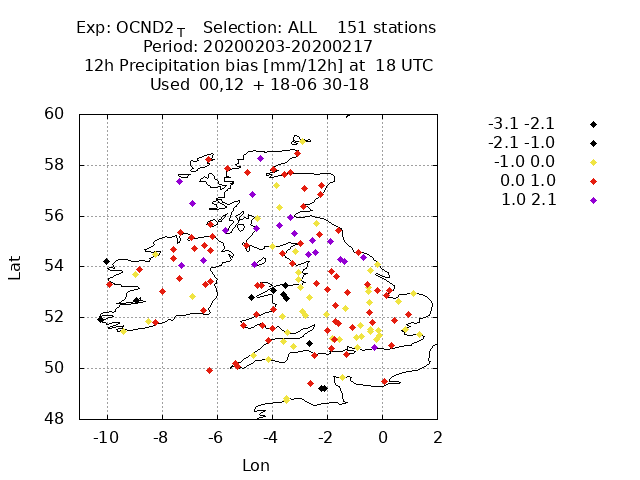 Exp: OCND2T Selection: ALL 151 stations
Period: 20200203-20200217
12h Precipitation bias [mm/12h] at 18 UTC
Used 00,12 + 18-06 30-18
-3.1 -2.1
-2.1 -1.0
-1.0 0.0
0.0 1.0
1.0 2.1
60
58
56
54
52
50
48
Lat
-10 -8 -6 -4 -2 0 2
Lon